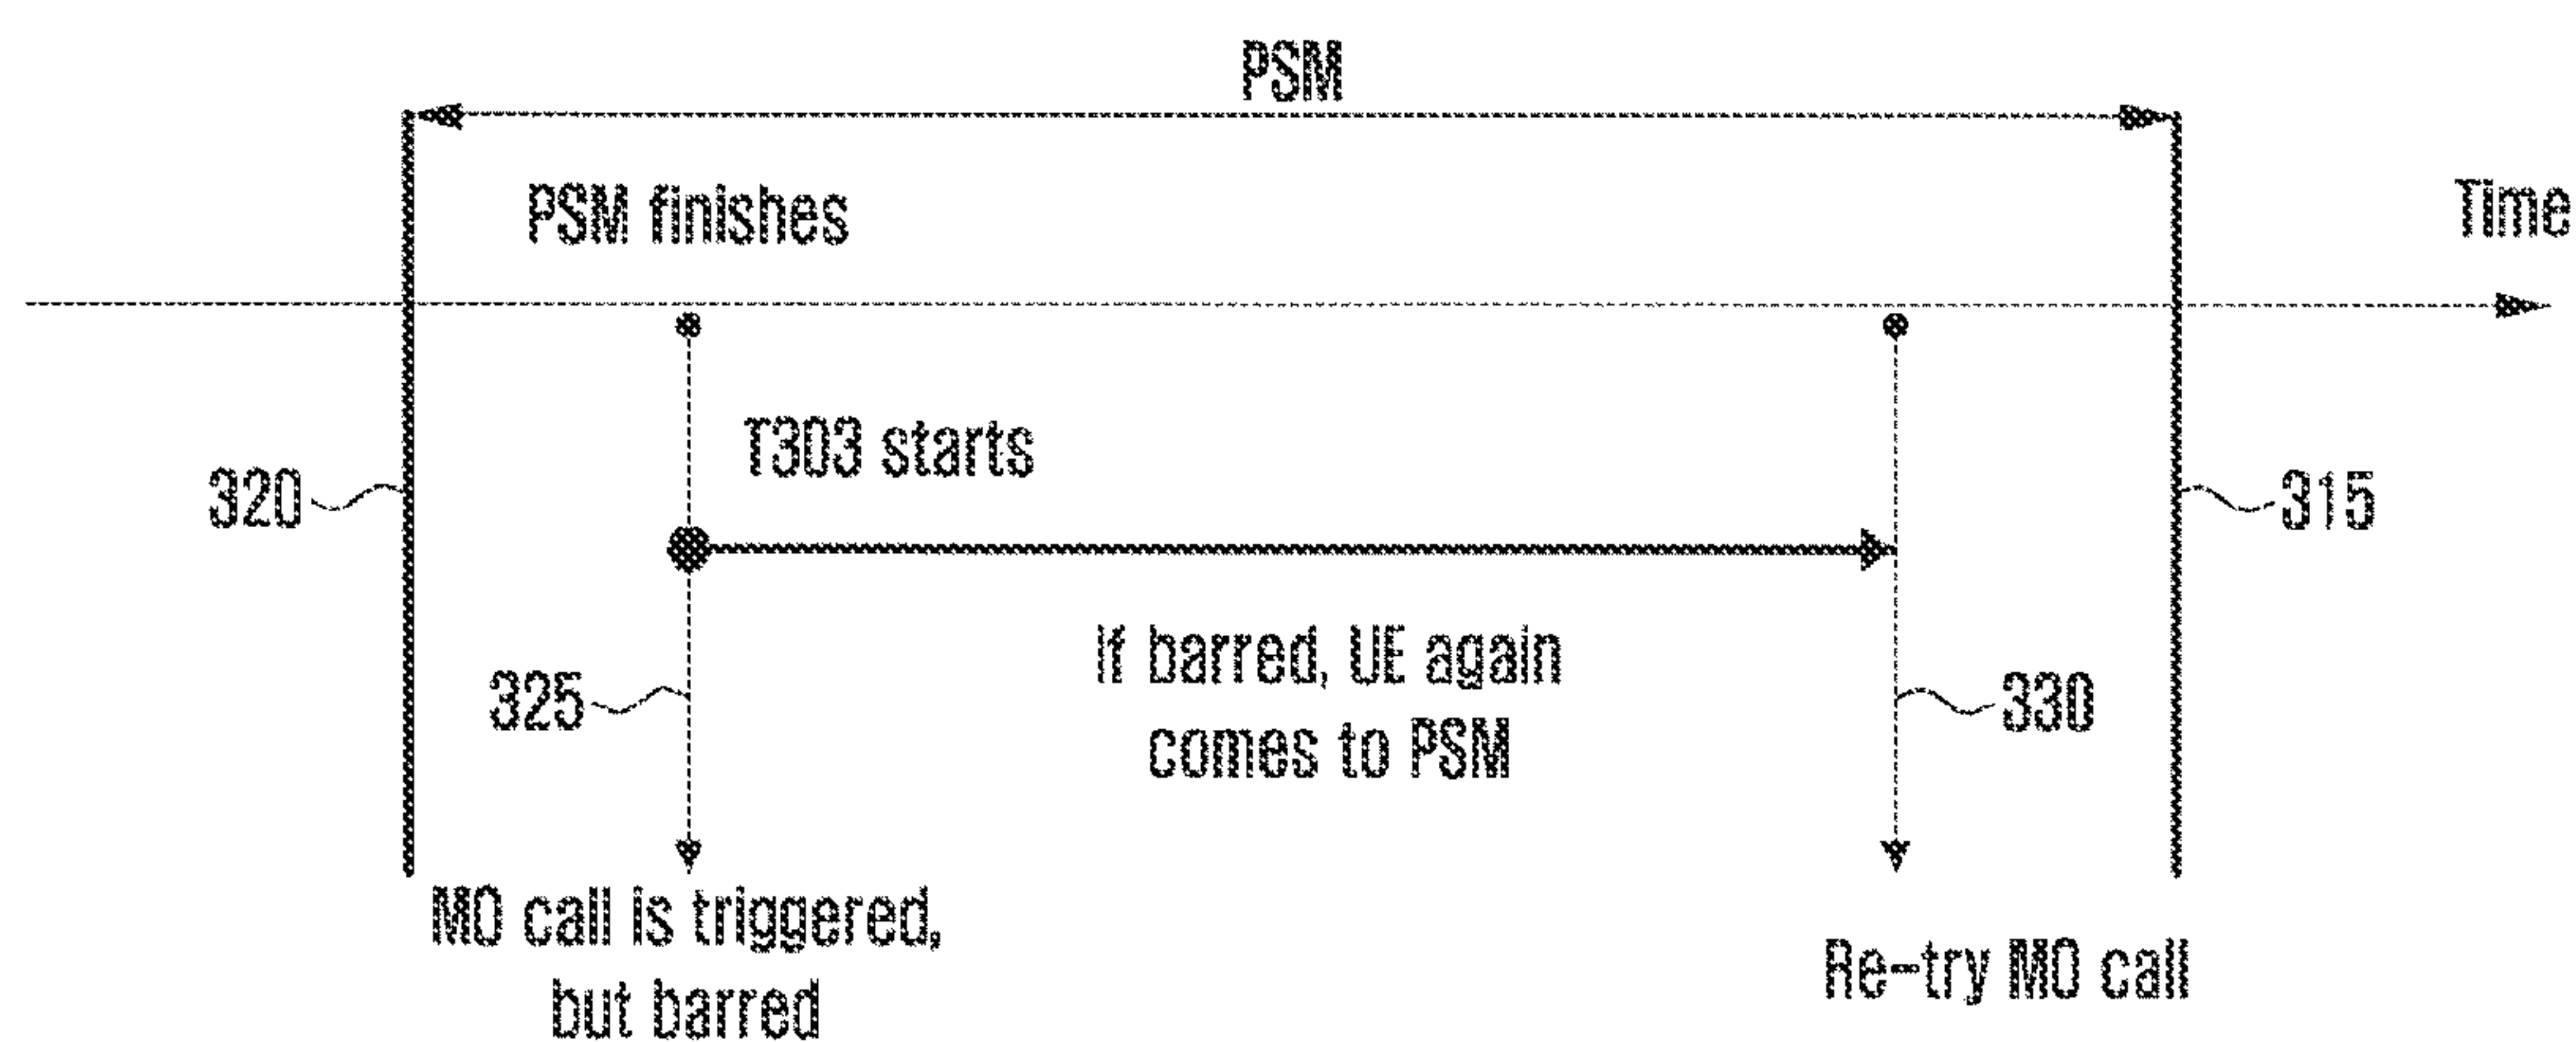 PSM
PSM finishes
Time
T303 starts
320
315
If barred, UE again
comes to PSM
325
330
MO call is triggered,
but barred
Re-try MO call